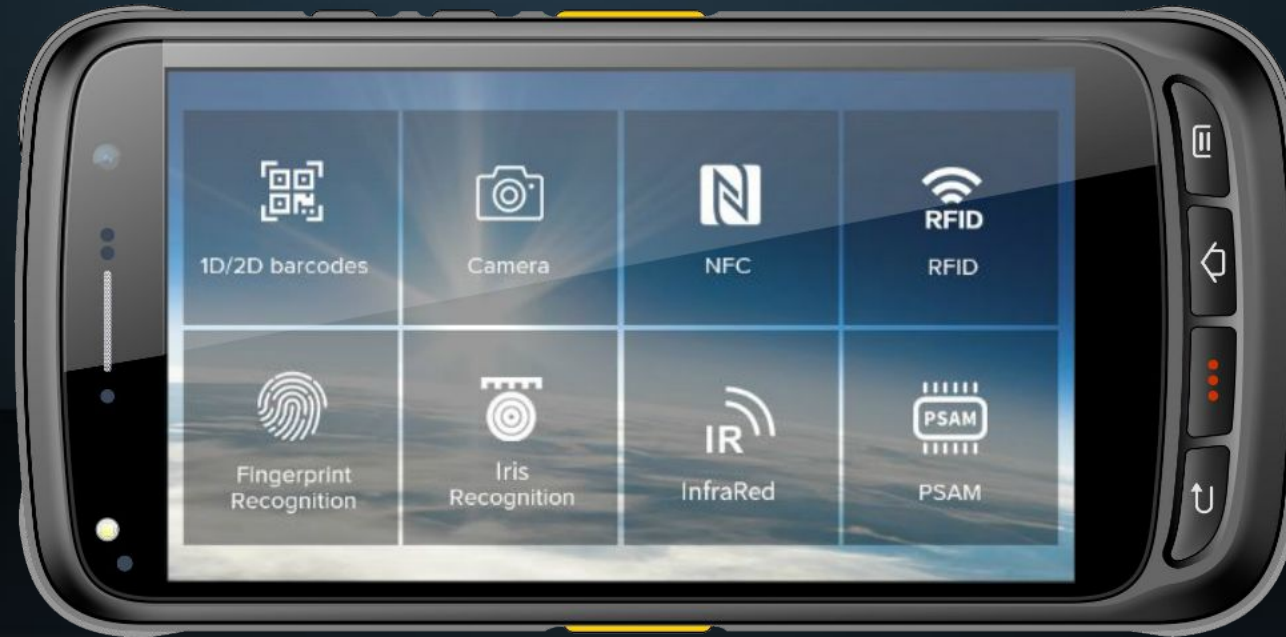 1D/2D barcodes
Camera
NFC
RFID
RFID
Fingerprint
Recognition
Iris
Recognition
IR
InfraRed
PSAM
PSAM